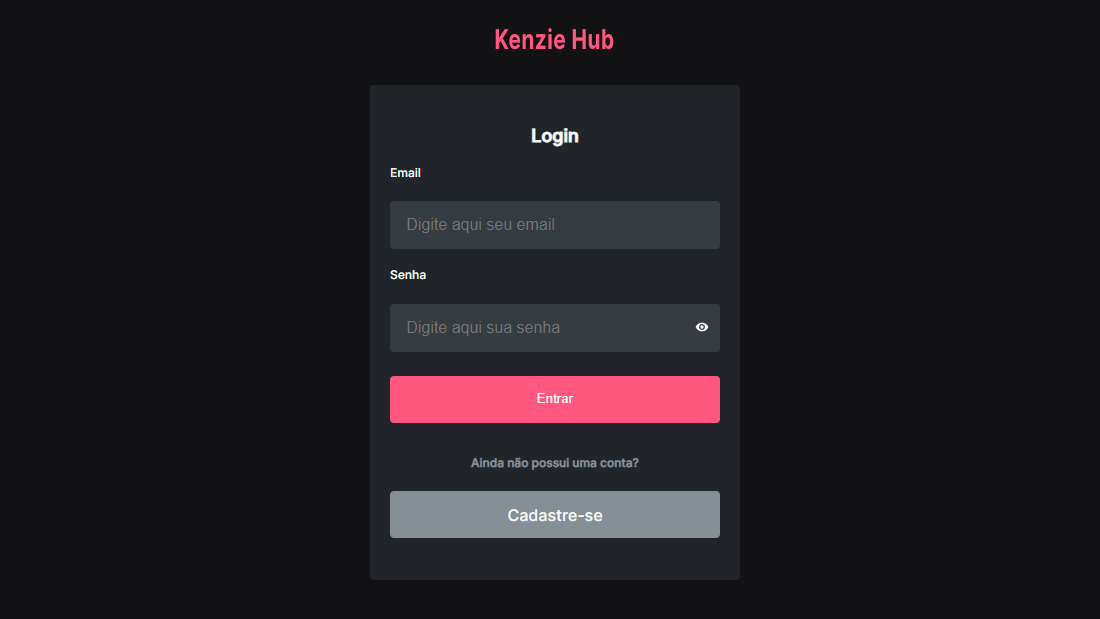 Kenzie Hub
Login
Email
Digite aqui seu email
Senha
Digite aqui sua senha
Entrar
Ainda não possui uma conta?
Cadastre-se